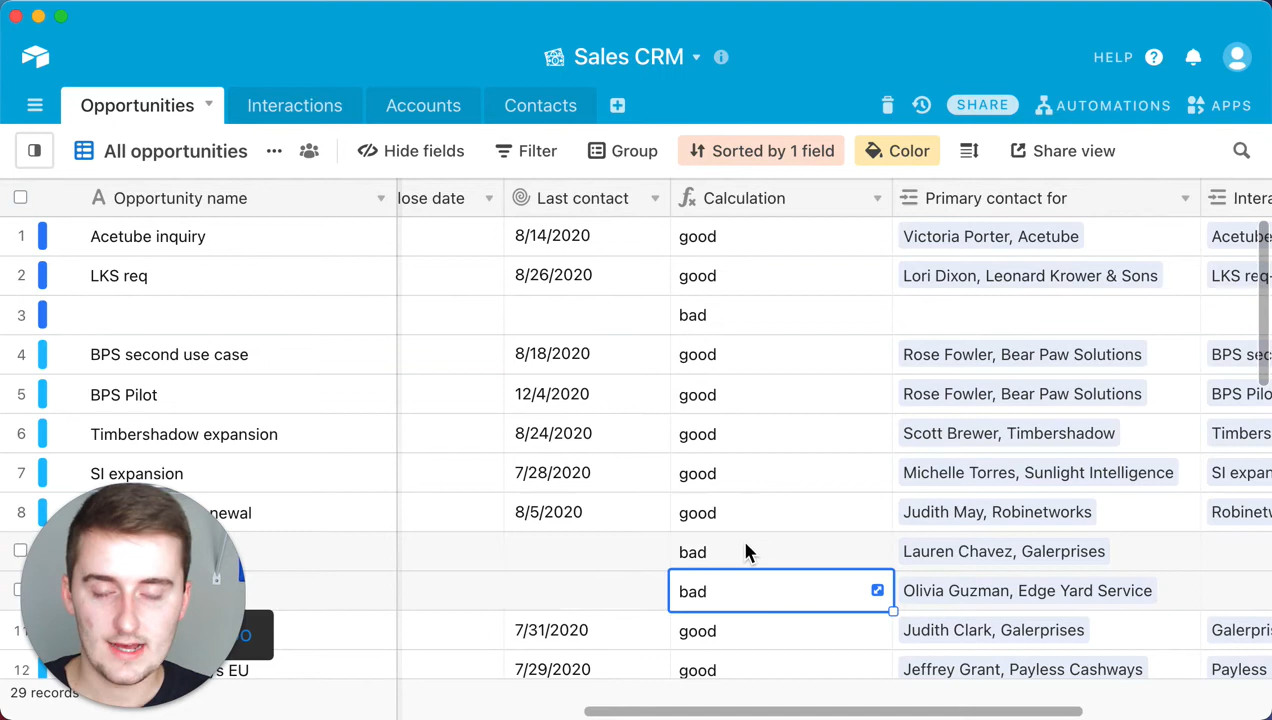 Sales CRM
HELP
Opportunities
Interactions
Accounts
Contacts
SHARE
AUTOMATIONS
APPS
All opportunities
Hide fields
Filter
Group
Sorted by 1 field
Color
Share view
Opportunity name
lose date
Last contact
Calculation
Primary contact for
Intera
1 Acetube inquiry 8/14/2020 good Victoria Porter, Acetube Acetube
2 LKS req 8/26/2020 good Lori Dixon, Leonard Krower & Sons LKS req
3 bad
4 BPS second use case 8/18/2020 good Rose Fowler, Bear Paw Solutions BPS sec
5 BPS Pilot 12/4/2020 good Rose Fowler, Bear Paw Solutions BPS Pilo
6 Timbershadow expansion 8/24/2020 good Scott Brewer, Timbershadow Timbers
7 SI expansion 7/28/2020 good Michelle Torres, Sunlight Intelligence SI expan
8 newal 8/5/2020 good Judith May, Robinetworks Robinetw
bad Lauren Chavez, Galerprises
bad Olivia Guzman, Edge Yard Service
11 7/31/2020 good Judith Clark, Galerprises Galerpri
12 s EU 7/29/2020 good Jeffrey Grant, Payless Cashways Payless
29 records